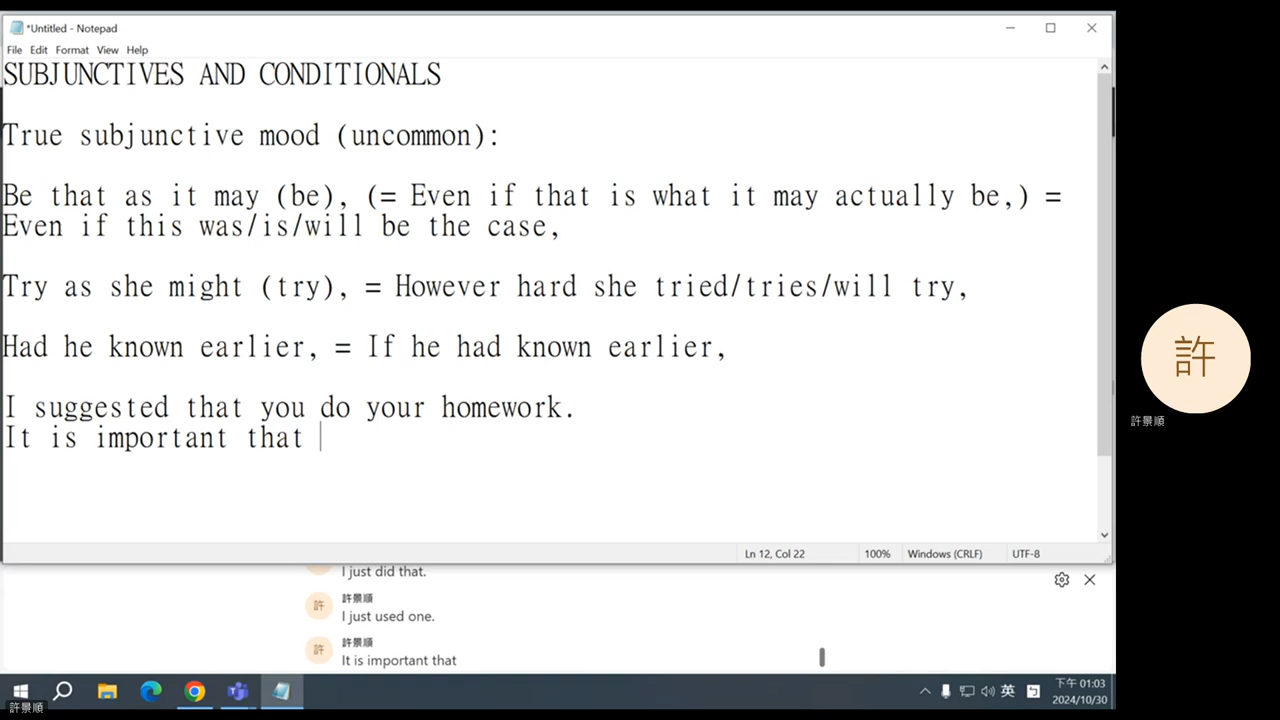 *Untitled - Notepad
File Edit Format View Help
SUBJUNCTIVES AND CONDITIONALS
True subjunctive mood (uncommon):
Be that as it may (be), (= Even if that is what it may actually be,) =
Even if this was/is/will be the case,
Try as she might (try), = However hard she tried/tries/will try,
Had he known earlier, = If he had known earlier,
I suggested that you do your homework.
It is important that
Ln 12, Col 22 100% Windows (CRLF) UTF-8
許
許景順
I just did that.
許 許景順
I just used one.
許 許景順
It is important that
英
下午 01:03
2024/10/30
許景順